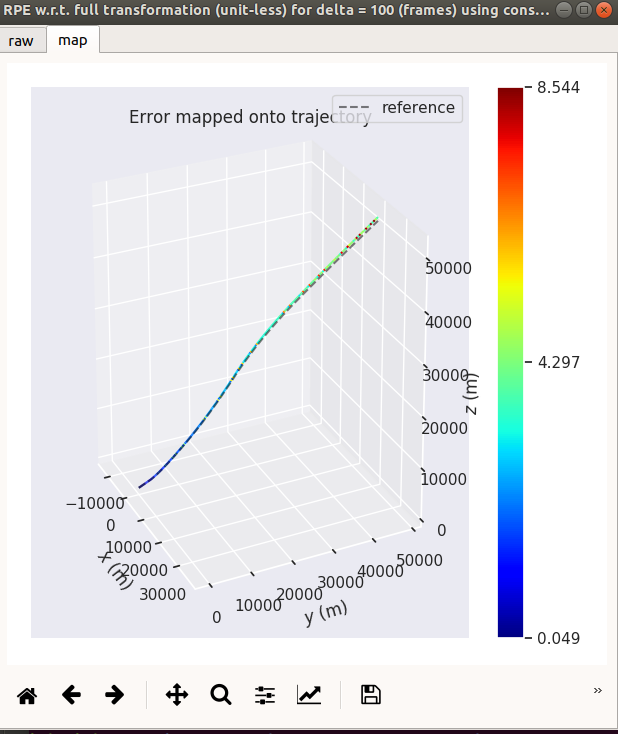 RPE w.r.t. full transformation (unit-less) for delta = 100 (frames) using cons...
raw
map
Error mapped onto trajectory
reference
8.544
4.297
0.049
50000
40000
30000
20000
10000
0
z (m)
−10000
0
10000
20000
30000
x (m)
0
10000
20000
30000
40000
50000
y (m)
»